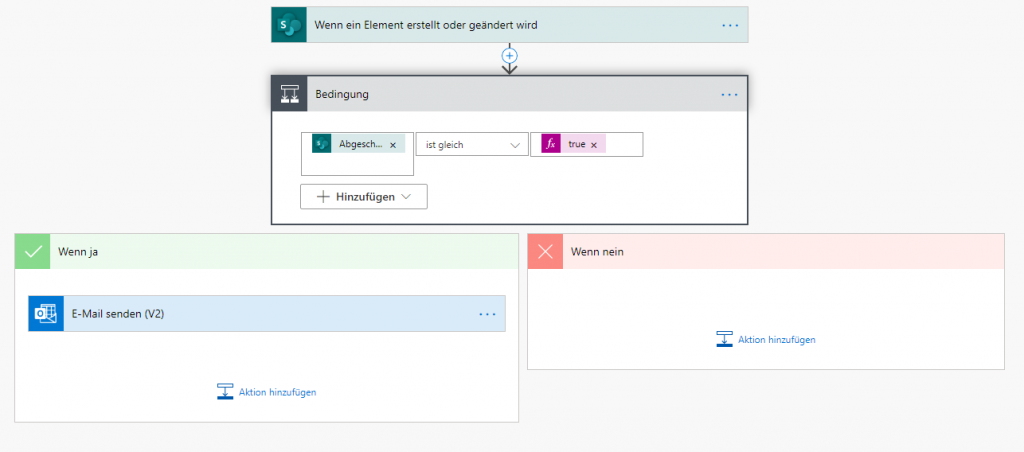 Wenn ein Element erstellt oder geändert wird
Bedingung
Abgesch... ist gleich fx true
Hinzufügen
Wenn ja
Wenn nein
E-Mail senden (V2)
Aktion hinzufügen
Aktion hinzufügen